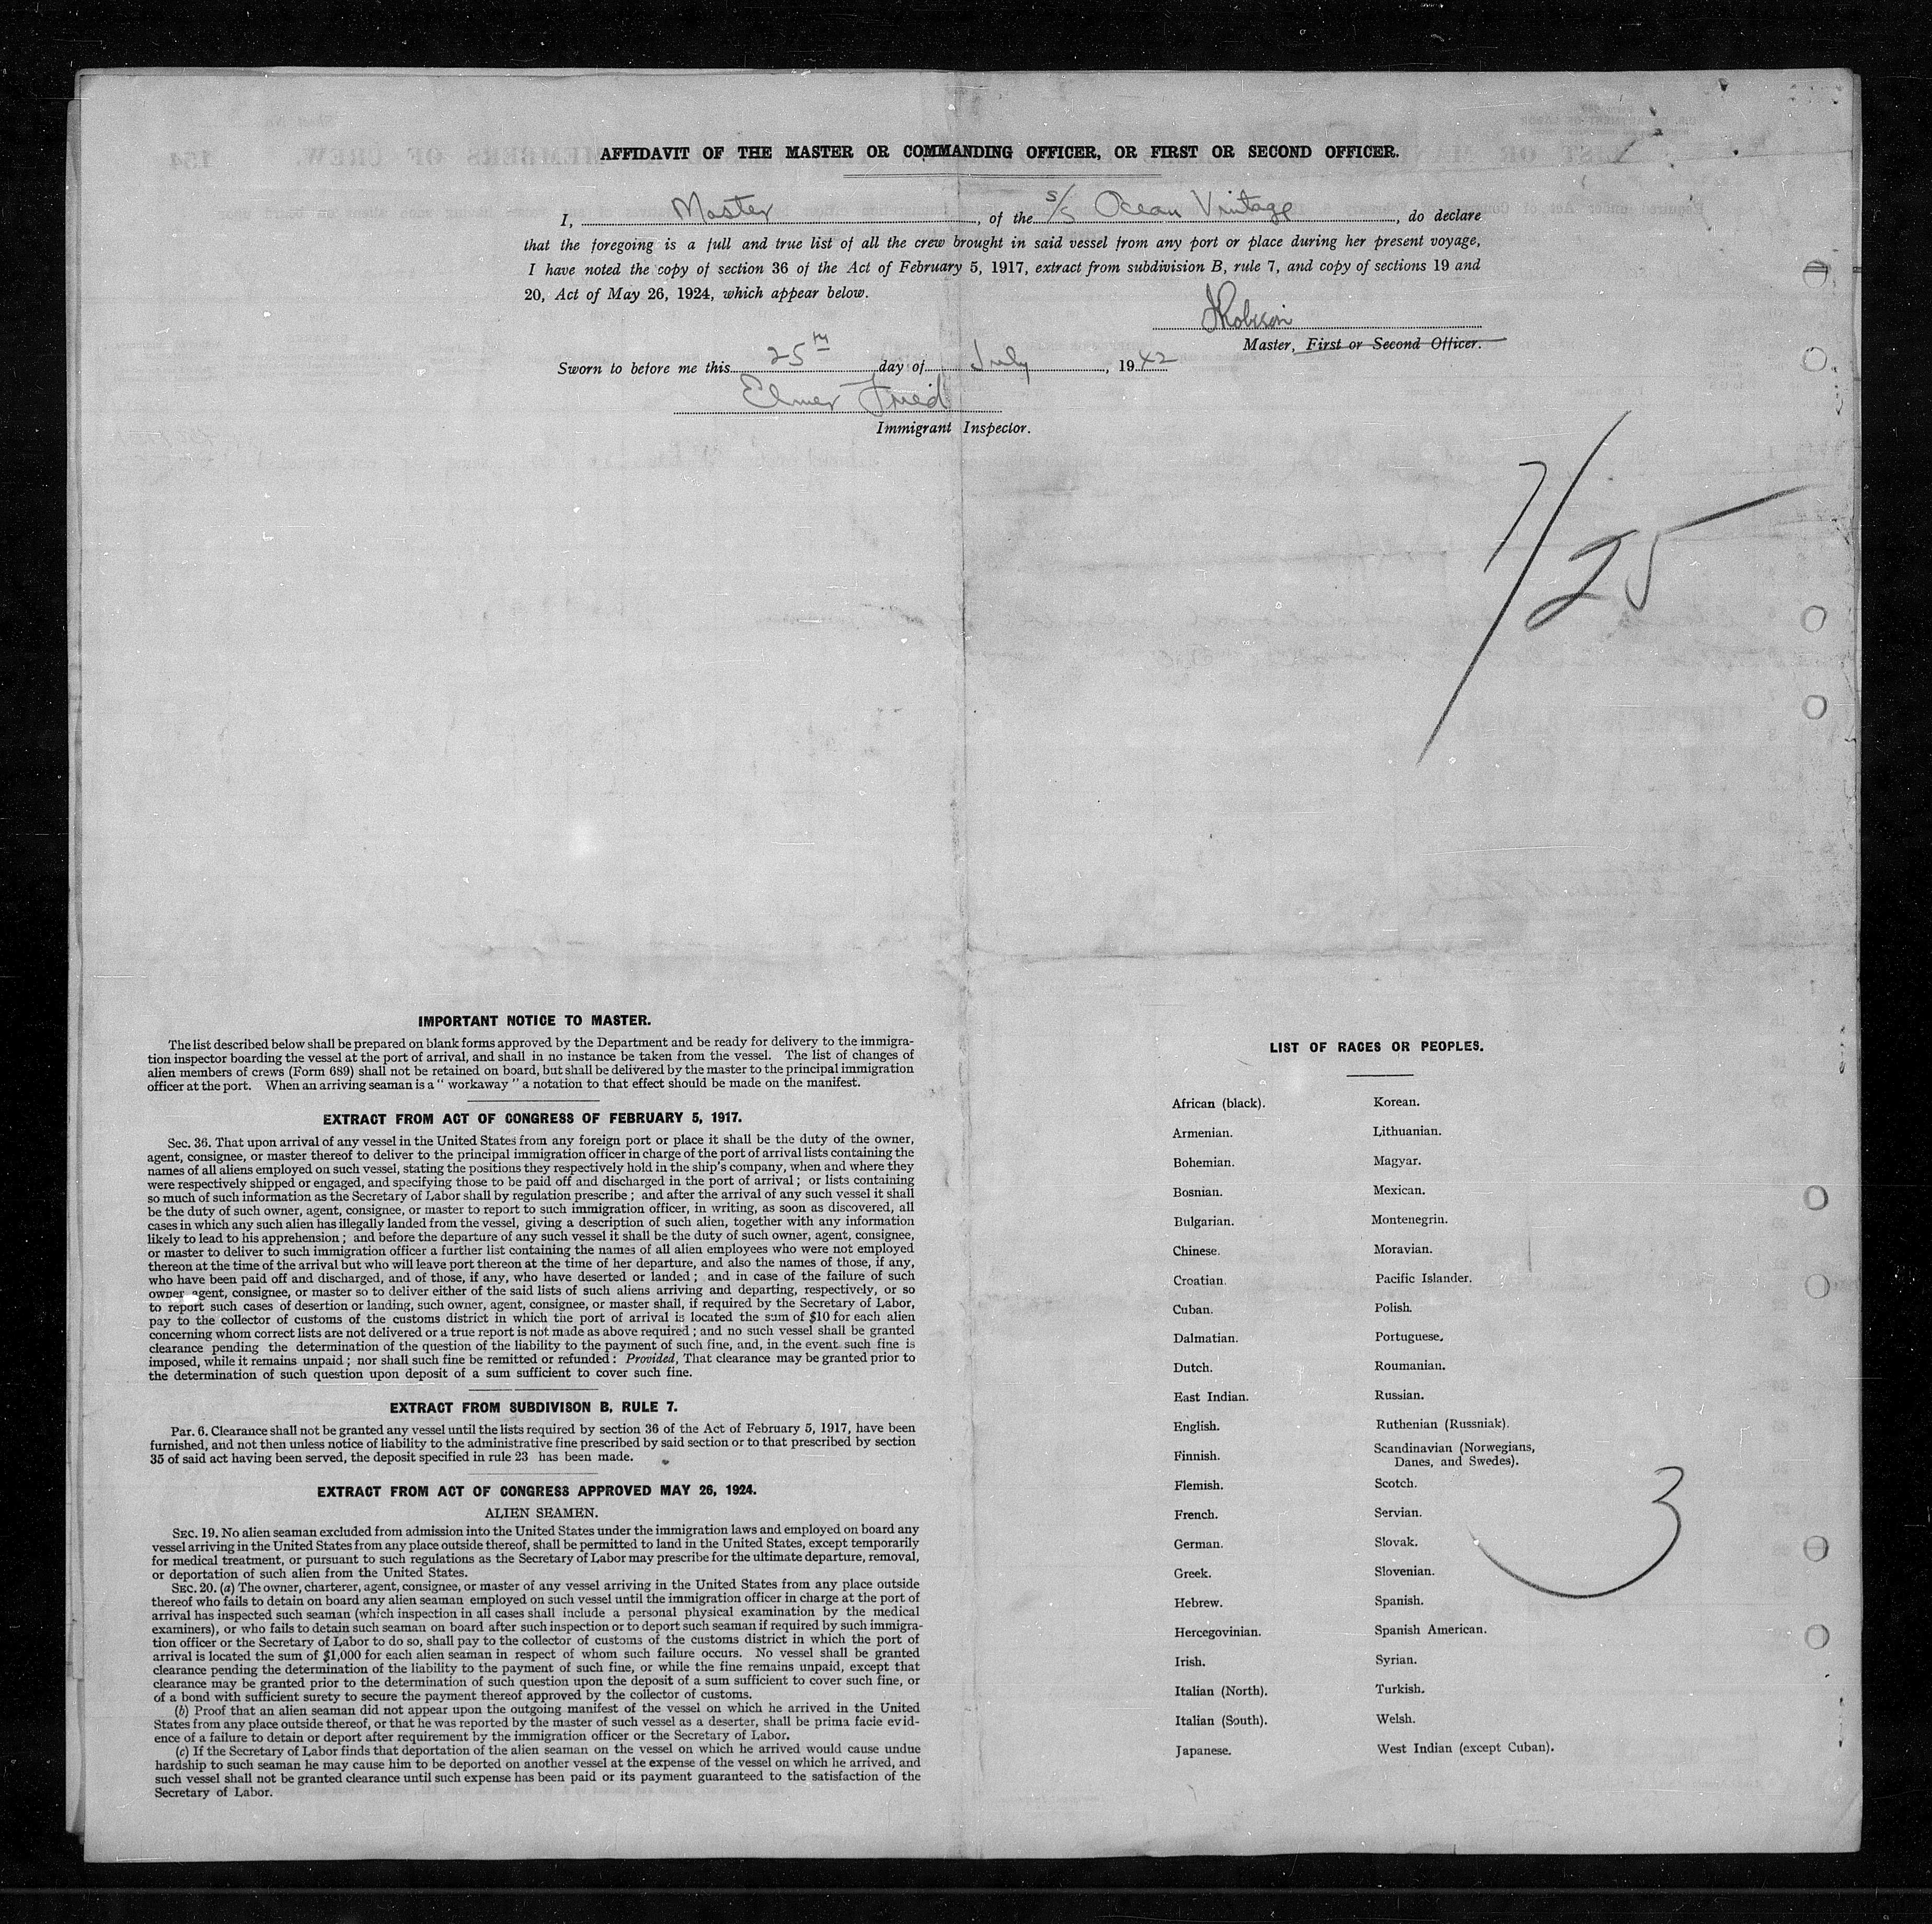 AFFIDAVIT OF THE MASTER OR COMMANDING OFFICER, OR FIRST OR SECOND OFFICER.
I, Master, of the S/S Ocean Vintage, do declare
that the foregoing is a full and true list of all the crew brought in said vessel from any port or place during her present voyage,
I have noted the copy of section 36 of the Act of February 5, 1917, extract from subdivision B, rule 7, and copy of sections 19 and
20, Act of May 26, 1924, which appear below.
Master, First or Second Officer.
Sworn to before me this 25TH day of July, 1942
Elmer Fried
Immigrant Inspector.
7/25
IMPORTANT NOTICE TO MASTER.
The list described below shall be prepared on blank forms approved by the Department and be ready for delivery to the immigra-
tion inspector boarding the vessel at the port of arrival, and shall in no instance be taken from the vessel. The list of changes of
alien members of crews (Form 689) shall not be retained on board, but shall be delivered by the master to the principal immigration
officer at the port. When an arriving seaman is a “ workaway ” a notation to that effect should be made on the manifest.
EXTRACT FROM ACT OF CONGRESS OF FEBRUARY 5, 1917.
Sec. 36. That upon arrival of any vessel in the United States from any foreign port or place it shall be the duty of the owner,
agent, consignee, or master thereof to deliver to the principal immigration officer in charge of the port of arrival lists containing the
names of all aliens employed on such vessel, stating the positions they respectively hold in the ship's company, when and where they
were respectively shipped or engaged, and specifying those to be paid off and discharged in the port of arrival ; or lists containing
so much of such information as the Secretary of Labor shall by regulation prescribe ; and after the arrival of any such vessel it shall
be the duty of such owner, agent, consignee, or master to report to such immigration officer, in writing, as soon as discovered, all
cases in which any such alien has illegally landed from the vessel, giving a description of such alien, together with any information
likely to lead to his apprehension ; and before the departure of any such vessel it shall be the duty of such owner, agent, consignee,
or master to deliver to such immigration officer a further list containing the names of all alien employees who were not employed
thereon at the time of the arrival but who will leave port thereon at the time of her departure, and also the names of those, if any,
who have been paid off and discharged, and of those, if any, who have deserted or landed ; and in case of the failure of such
owner, agent, consignee, or master so to deliver either of the said lists of such aliens arriving and departing, respectively, or so
to report such cases of desertion or landing, such owner, agent, consignee, or master shall, if required by the Secretary of Labor,
pay to the collector of customs of the customs district in which the port of arrival is located the sum of $10 for each alien
concerning whom correct lists are not delivered or a true report is not made as above required ; and no such vessel shall be granted
clearance pending the determination of the question of the liability to the payment of such fine, and, in the event such fine is
imposed, while it remains unpaid ; nor shall such fine be remitted or refunded : Provided, That clearance may be granted prior to
the determination of such question upon deposit of a sum sufficient to cover such fine.
EXTRACT FROM SUBDIVISON B, RULE 7.
Par. 6. Clearance shall not be granted any vessel until the lists required by section 36 of the Act of February 5, 1917, have been
furnished, and not then unless notice of liability to the administrative fine prescribed by said section or to that prescribed by section
35 of said act having been served, the deposit specified in rule 23 has been made.
EXTRACT FROM ACT OF CONGRESS APPROVED MAY 26, 1924.
ALIEN SEAMEN.
SEC. 19. No alien seaman excluded from admission into the United States under the immigration laws and employed on board any
vessel arriving in the United States from any place outside thereof, shall be permitted to land in the United States, except temporarily
for medical treatment, or pursuant to such regulations as the Secretary of Labor may prescribe for the ultimate departure, removal,
or deportation of such alien from the United States.
SEC. 20. (a) The owner, charterer, agent, consignee, or master of any vessel arriving in the United States from any place outside
thereof who fails to detain on board any alien seaman employed on such vessel until the immigration officer in charge at the port of
arrival has inspected such seaman (which inspection in all cases shall include a personal physical examination by the medical
examiners), or who fails to detain such seaman on board after such inspection or to deport such seaman if required by such immigra-
tion officer or the Secretary of Labor to do so, shall pay to the collector of customs of the customs district in which the port of
arrival is located the sum of $1,000 for each alien seaman in respect of whom such failure occurs. No vessel shall be granted
clearance pending the determination of the liability to the payment of such fine, or while the fine remains unpaid, except that
clearance may be granted prior to the determination of such question upon the deposit of a sum sufficient to cover such fine, or
of a bond with sufficient surety to secure the payment thereof approved by the collector of customs.
(b) Proof that an alien seaman did not appear upon the outgoing manifest of the vessel on which he arrived in the United
States from any place outside thereof, or that he was reported by the master of such vessel as a deserter, shall be prima facie evid-
ence of a failure to detain or deport after requirement by the immigration officer or the Secretary of Labor.
(c) If the Secretary of Labor finds that deportation of the alien seaman on the vessel on which he arrived would cause undue
hardship to such seaman he may cause him to be deported on another vessel at the expense of the vessel on which he arrived, and
such vessel shall not be granted clearance until such expense has been paid or its payment guaranteed to the satisfaction of the
Secretary of Labor.
LIST OF RACES OR PEOPLES.
African (black).
Armenian.
Bohemian.
Bosnian.
Bulgarian.
Chinese.
Croatian.
Cuban.
Dalmatian.
Dutch.
East Indian.
English.
Finnish.
Flemish.
French.
German.
Greek.
Hebrew.
Hercegovinian.
Irish.
Italian (North).
Italian (South).
Japanese.
Korean.
Lithuanian.
Magyar.
Mexican.
Montenegrin.
Moravian.
Pacific Islander.
Polish.
Portuguese.
Roumanian.
Russian.
Ruthenian (Russniak).
Scandinavian (Norwegians,
Danes, and Swedes).
Scotch.
Servian.
Slovak.
Slovenian.
Spanish.
Spanish American.
Syrian.
Turkish.
Welsh.
West Indian (except Cuban).
3